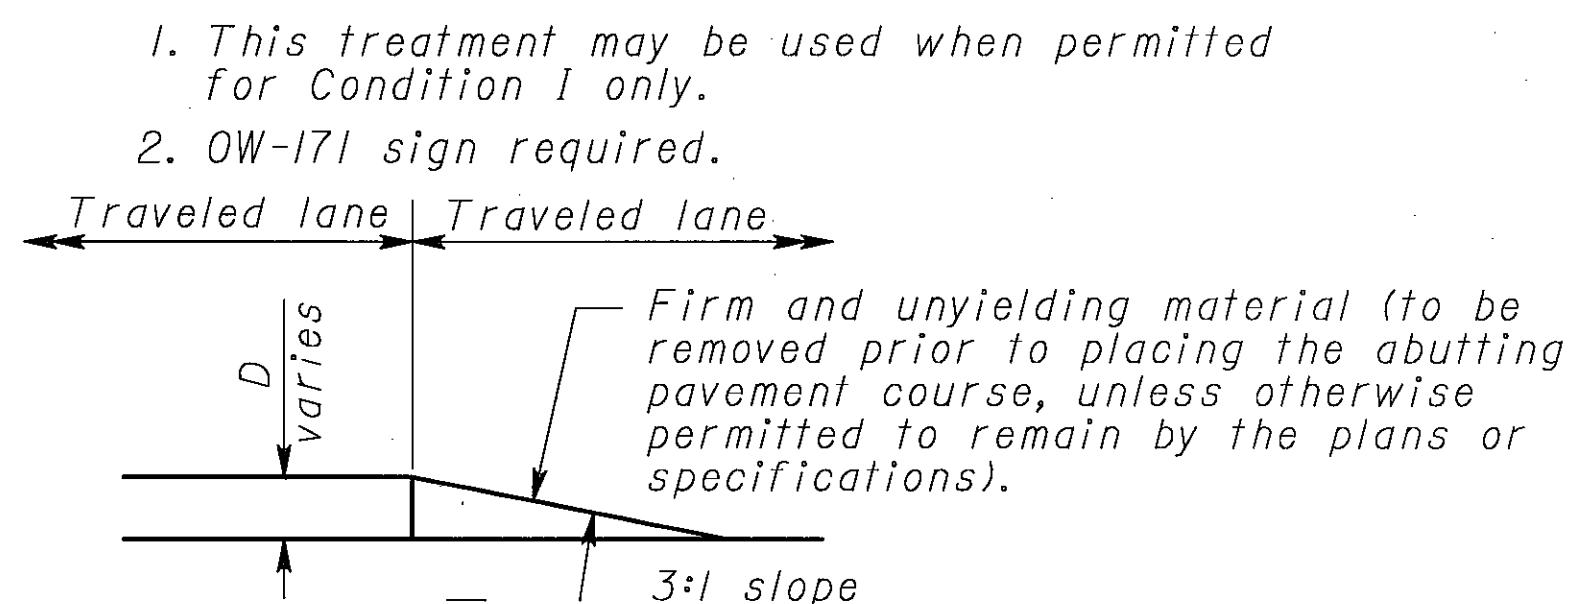 1. This treatment may be used when permitted
for Condition I only.
2. OW-171 sign required.
Traveled lane
Traveled lane
Firm and unyielding material (to be
removed prior to placing the abutting
pavement course, unless otherwise
permitted to remain by the plans or
specifications).
D
varies
3:1 slope